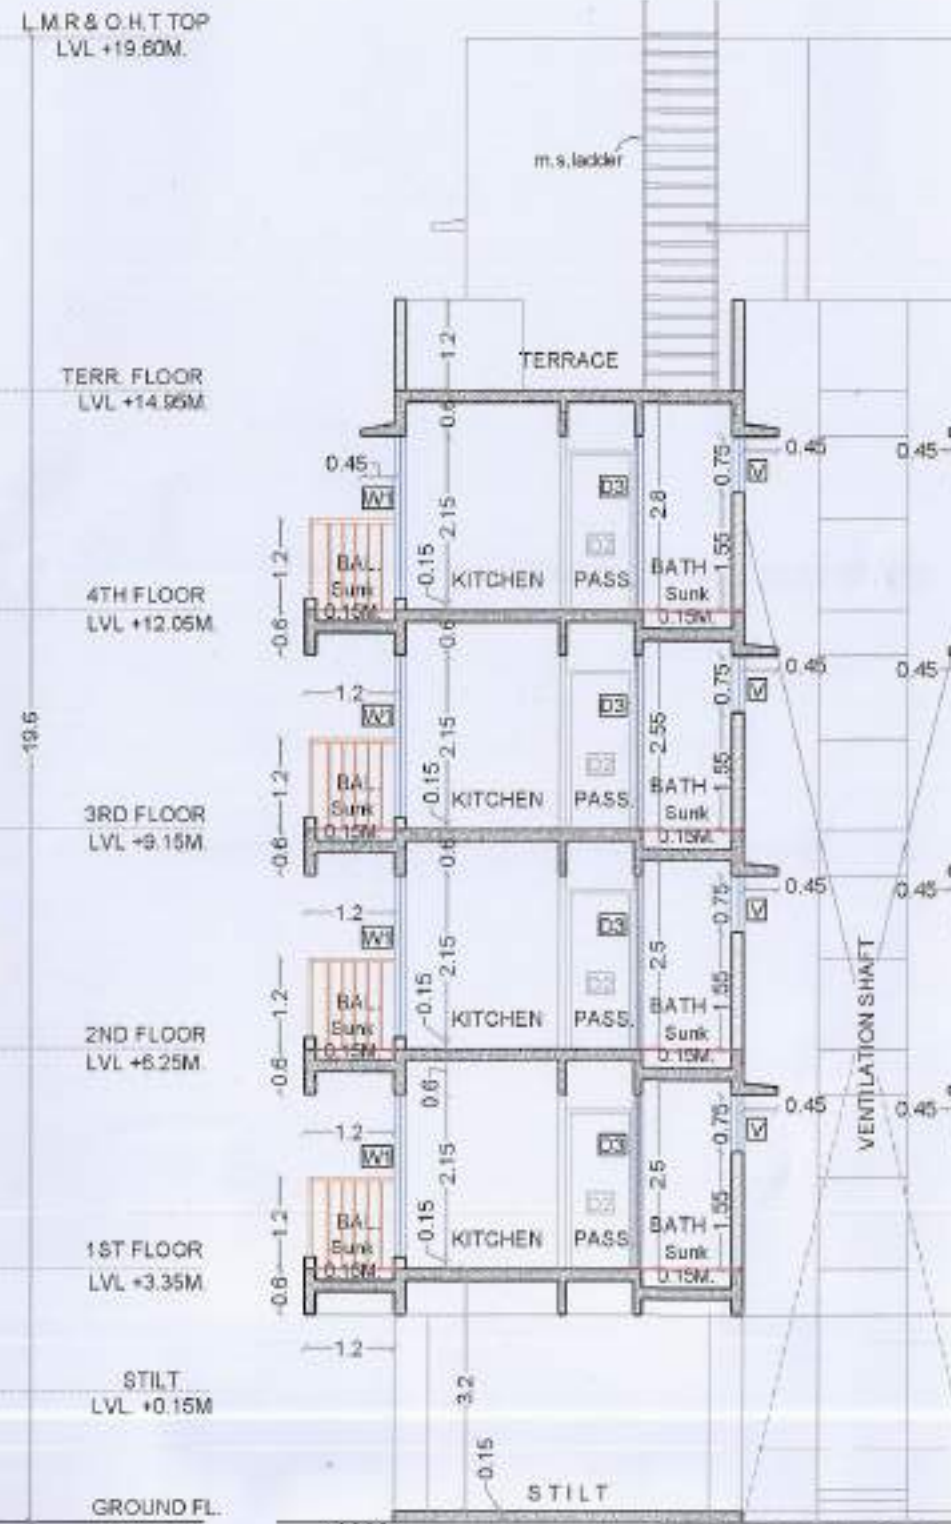 L.M.R & O.H.T TOP
LVL +19.60M.
m.s.ladder
1.2
TERRACE
TERR. FLOOR
LVL +14.95M.
0.6
0.45
0.75
0.45
0.45
V
W1
D3
2.15
2.8
D2
1.2
0.15
1.55
BAL.
Sunk
0.15M.
KITCHEN
PASS.
BATH
Sunk
0.15M.
4TH FLOOR
LVL +12.05M.
0.6
0.6
0.45
0.45
0.75
V
1.2
W1
D3
2.15
2.55
D2
1.2
0.15
1.55
BAL.
Sunk
0.15M.
KITCHEN
PASS.
BATH
Sunk
0.15M.
19.6
3RD FLOOR
LVL +9.15M.
0.6
0.6
0.45
0.45
0.75
V
1.2
W1
D3
2.15
2.5
D2
1.2
0.15
1.55
BAL.
Sunk
0.15M.
KITCHEN
PASS.
BATH
Sunk
0.15M.
VENTILATION SHAFT
2ND FLOOR
LVL +6.25M.
0.6
0.6
0.45
0.45
0.75
V
1.2
W1
D3
2.15
2.5
D2
1.2
0.15
1.55
BAL.
Sunk
0.15M.
KITCHEN
PASS.
BATH
Sunk
0.15M.
1ST FLOOR
LVL +3.35M.
0.6
1.2
STILT
LVL. +0.15M
3.2
0.15
STILT
GROUND FL.